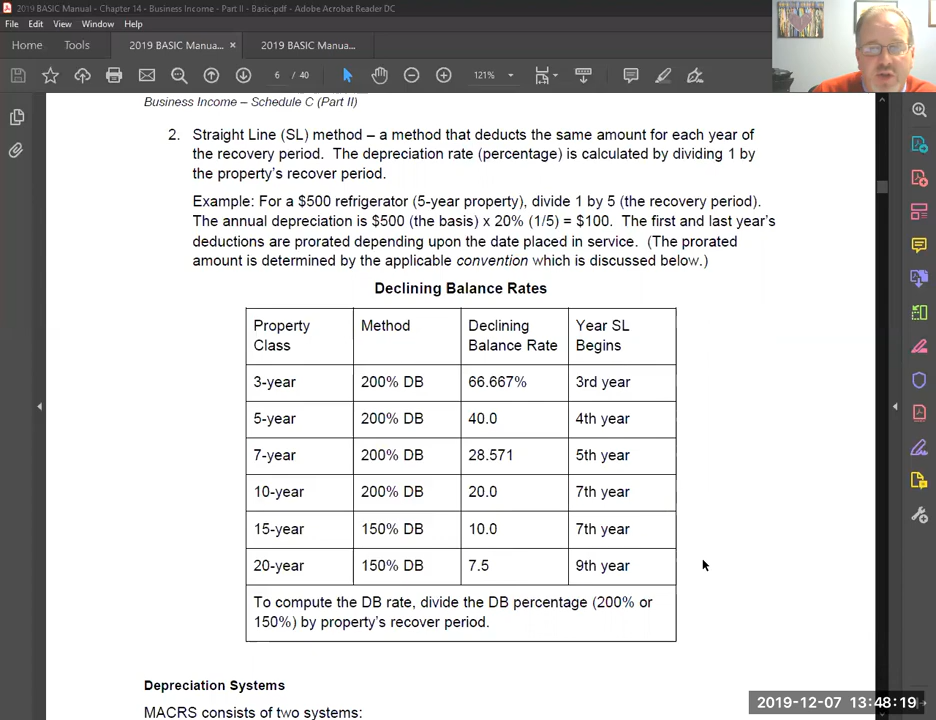 2019 BASIC Manual - Chapter 14 - Business Income - Part II - Basic.pdf - Adobe Acrobat Reader DC
File Edit View Window Help
Home Tools 2019 BASIC Manua... × 2019 BASIC Manua...
6 / 40 121%
Business Income – Schedule C (Part II)
2. Straight Line (SL) method – a method that deducts the same amount for each year of
the recovery period. The depreciation rate (percentage) is calculated by dividing 1 by
the property's recover period.
Example: For a $500 refrigerator (5-year property), divide 1 by 5 (the recovery period).
The annual depreciation is $500 (the basis) x 20% (1/5) = $100. The first and last year's
deductions are prorated depending upon the date placed in service. (The prorated
amount is determined by the applicable convention which is discussed below.)
Declining Balance Rates
Property Class Method Declining Balance Rate Year SL Begins
3-year 200% DB 66.667% 3rd year
5-year 200% DB 40.0 4th year
7-year 200% DB 28.571 5th year
10-year 200% DB 20.0 7th year
15-year 150% DB 10.0 7th year
20-year 150% DB 7.5 9th year
To compute the DB rate, divide the DB percentage (200% or
150%) by property's recover period.
Depreciation Systems
MACRS consists of two systems:
2019-12-07 13:48:19